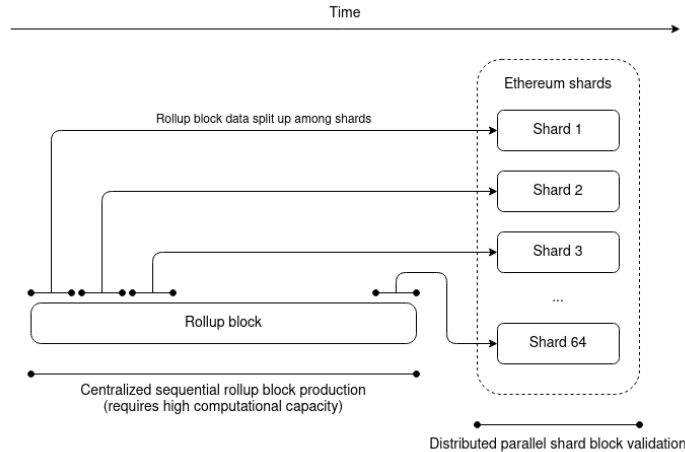 Time
Ethereum shards
Rollup block data split up among shards
Shard 1
Shard 2
Shard 3
...
Rollup block
Shard 64
Centralized sequential rollup block production
(requires high computational capacity)
Distributed parallel shard block validation